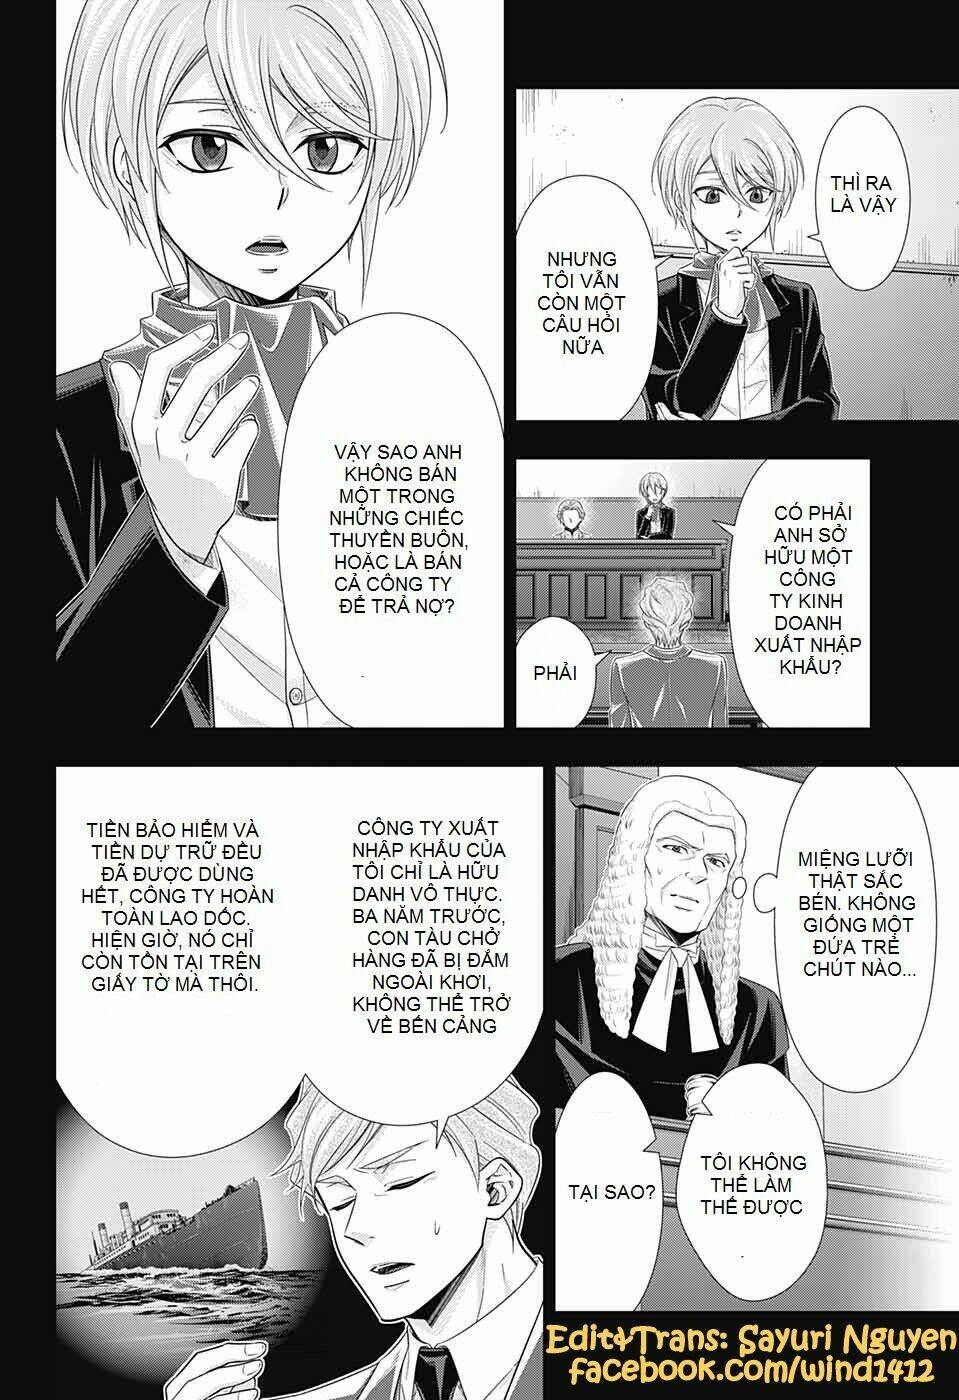 THÌ RA
LÀ VẬY
NHƯNG
TÔI VẪN
CÒN MỘT
CÂU HỎI
NỮA
CÓ PHẢI
ANH SỞ
HỮU MỘT
CÔNG
TY KINH
DOANH
XUẤT NHẬP
KHẨU?
PHẢI
VẬY SAO ANH
KHÔNG BÁN
MỘT TRONG
NHỮNG CHIẾC
THUYỀN BUÔN,
HOẶC LÀ BÁN
CẢ CÔNG TY
ĐỂ TRẢ NỢ?
MIỆNG LƯỠI
THẬT SẮC
BÉN. KHÔNG
GIỐNG MỘT
ĐỨA TRẺ
CHÚT NÀO...
TÔI KHÔNG
THỂ LÀM
THẾ ĐƯỢC
TẠI SAO?
CÔNG TY XUẤT
NHẬP KHẨU CỦA
TÔI CHỈ LÀ HỮU
DANH VÔ THỰC.
BA NĂM TRƯỚC,
CON TÀU CHỞ
HÀNG ĐÃ BỊ ĐẮM
NGOÀI KHƠI,
KHÔNG THỂ TRỞ
VỀ BẾN CẢNG
TIỀN BẢO HIỂM VÀ
TIỀN DỰ TRỮ ĐỀU
ĐÃ ĐƯỢC DÙNG
HẾT, CÔNG TY HOÀN
TOÀN LAO DỐC.
HIỆN GIỜ, NÓ CHỈ
CÒN TỒN TẠI TRÊN
GIẤY TỜ MÀ THÔI.
Edit&Trans: Sayuri Nguyen
facebook.com/wind1412